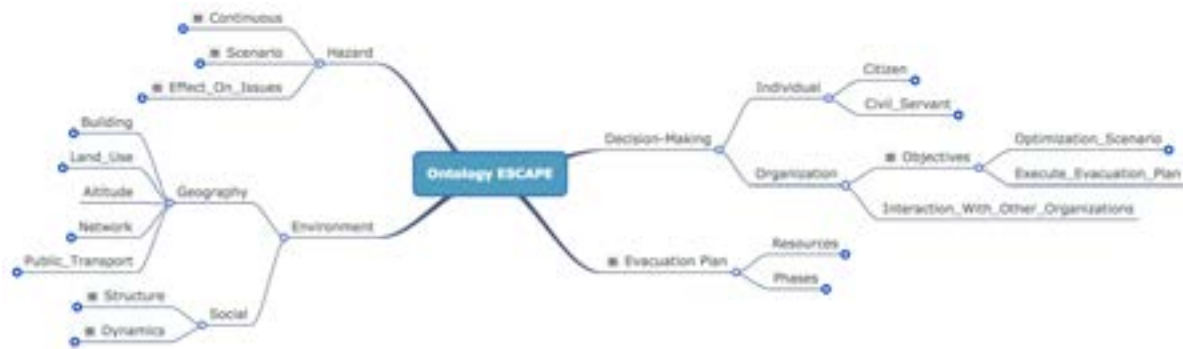 Continuous
Scenario
Hazard
Effect_On_Issues
Building
Land_Use
Altitude
Geography
Network
Public_Transport
Environment
Structure
Social
Dynamics
Ontology ESCAPE
Decision-Making
Individual
Citizen
Civil_Servant
Organization
Objectives
Optimization_Scenario
Execute_Evacuation_Plan
Interaction_With_Other_Organizations
Evacuation Plan
Resources
Phases